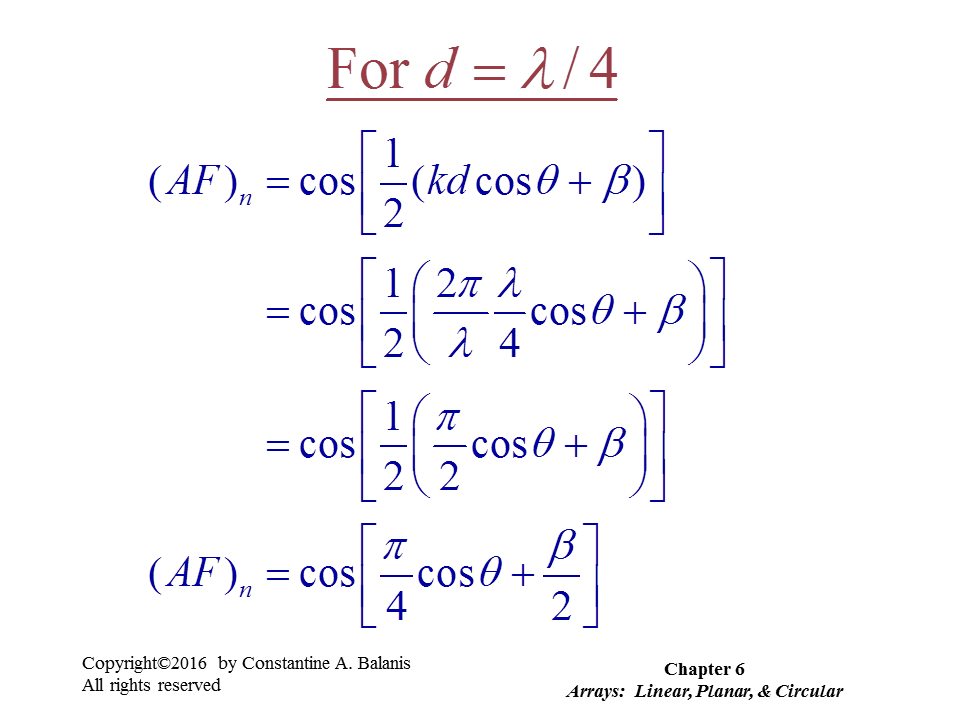 For d = λ / 4
(AF)ₙ = cos[1/2 (kd cosθ + β)]
= cos[1/2 (2π/λ λ/4 cosθ + β)]
= cos[1/2 (π/2 cosθ + β)]
(AF)ₙ = cos[π/4 cosθ + β/2]
Copyright©2016 by Constantine A. Balanis
All rights reserved
Chapter 6
Arrays: Linear, Planar, & Circular